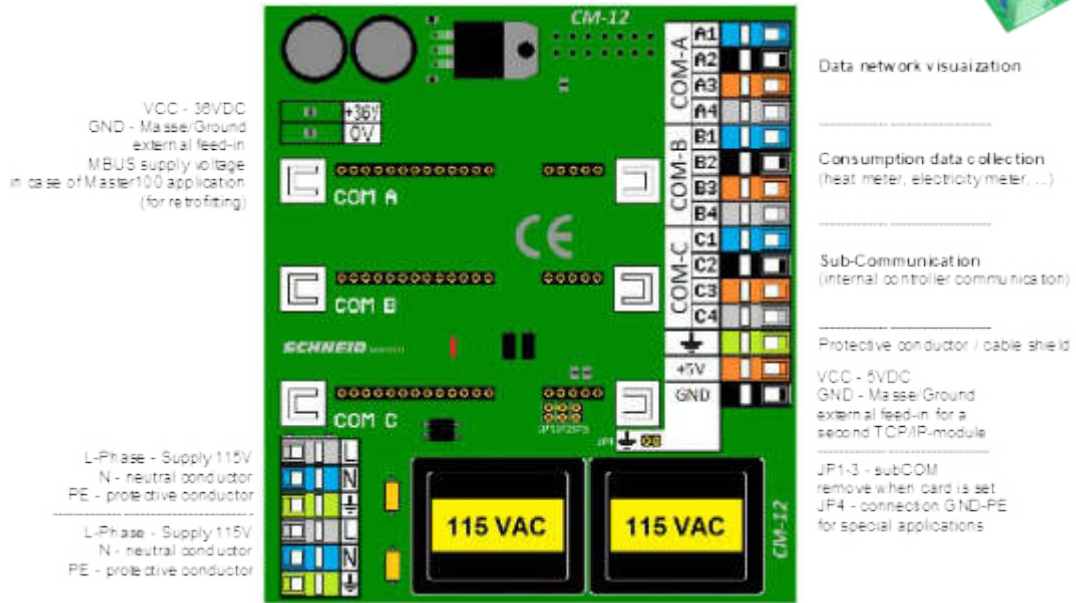 CM-12
VCC - 36VDC
GND - Masse/Ground
external feed-in
MBUS supply voltage
in case of Master100 application
(for retrofitting)
+36V
0V
COM A
COM B
COM C
SCHNEID
COM-A
A1
A2
A3
A4
COM-B
B1
B2
B3
B4
COM-C
C1
C2
C3
C4
+5V
GND
JP4
Data network visuaization
Consumption data collection
(heat meter, electricity meter, ...)
Sub-Communication
(internal controller communication)
Protective conductor / cable shield
VCC - 5VDC
GND - Masse/Ground
external feed-in for a
second TCP/IP-module
JP1-3 - subCOM
remove when card is set
JP4 - connection GND-PE
for special applications
L-Phase - Supply 115V
N - neutral conductor
PE - protective conductor
L-Phase - Supply 115V
N - neutral conductor
PE - protective conductor
L
N
L
N
115 VAC
115 VAC
CM-12